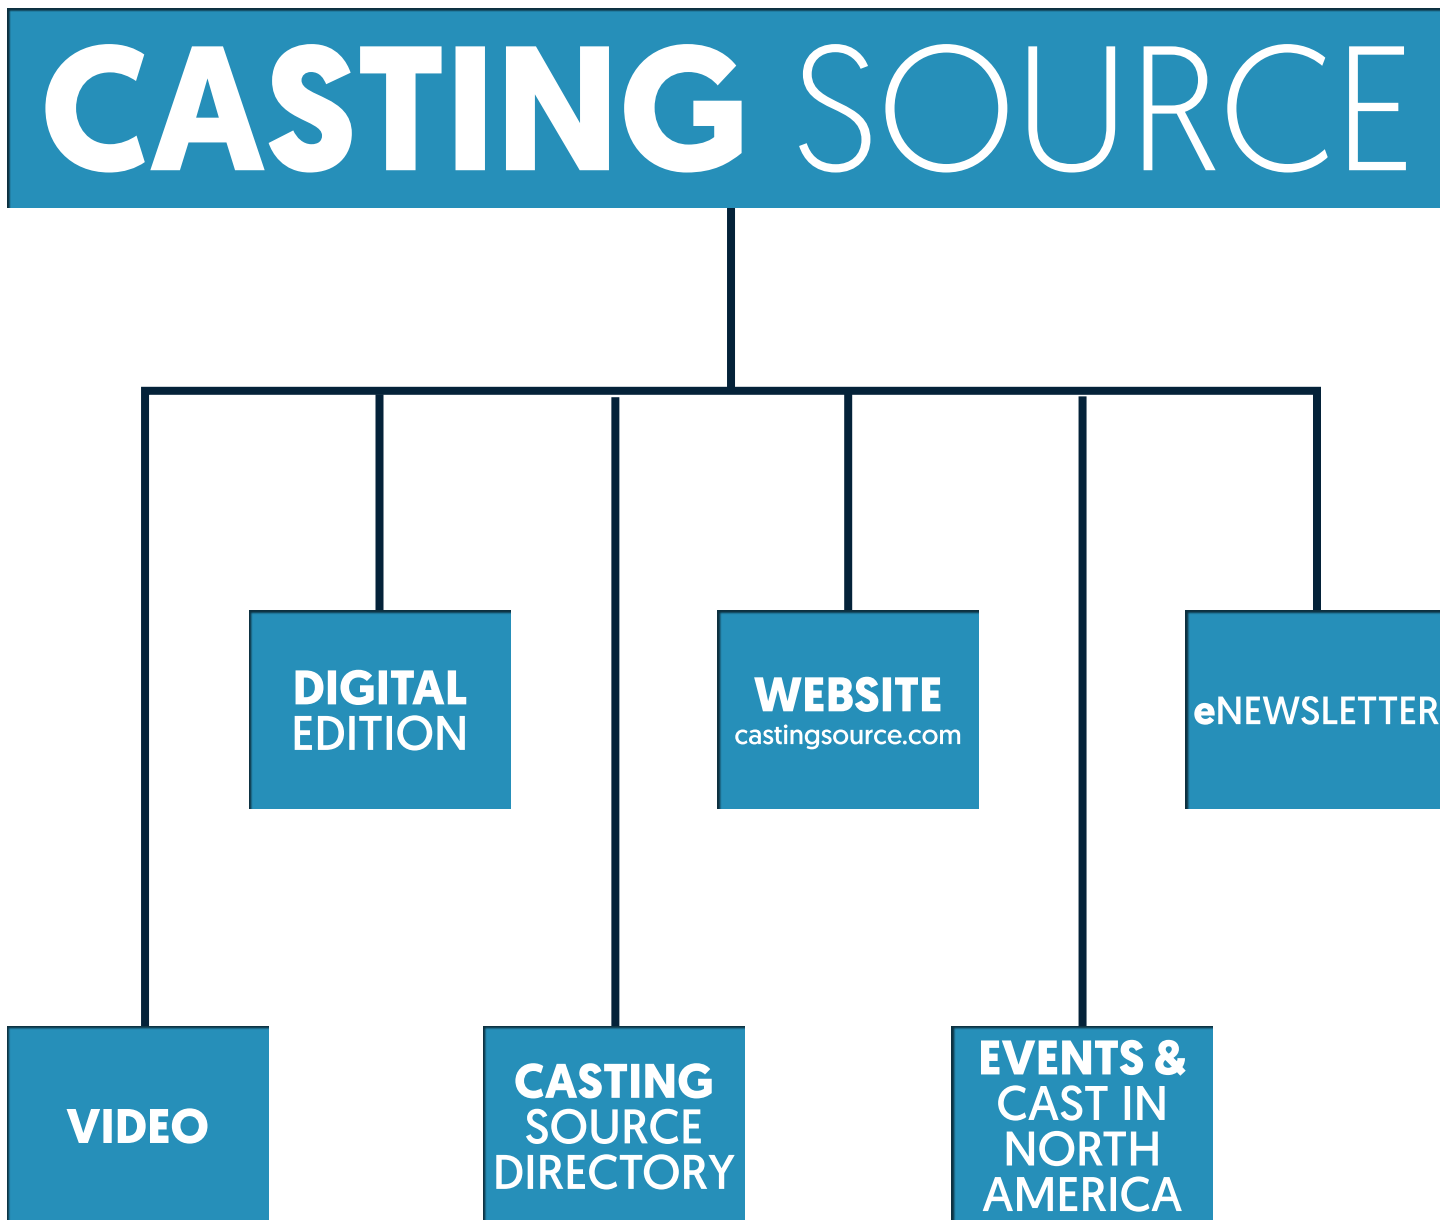 CASTING SOURCE
DIGITAL
EDITION
WEBSITE
castingsource.com
eNEWSLETTER
VIDEO
CASTING
SOURCE
DIRECTORY
EVENTS &
CAST IN
NORTH
AMERICA